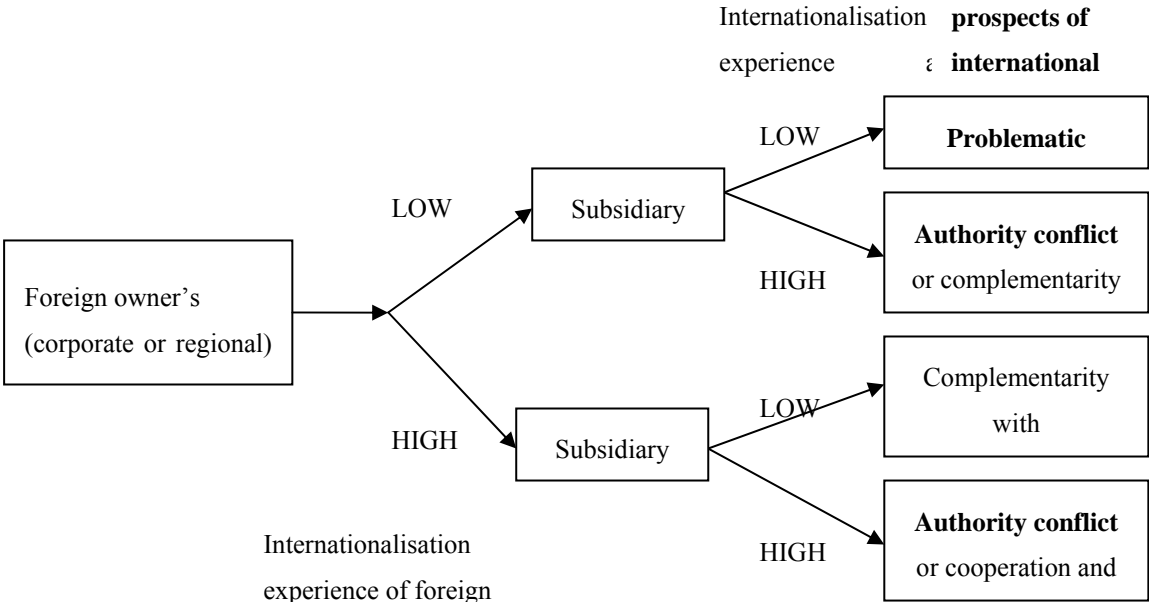 Internationalisation prospects of
experience international
LOW
Problematic
LOW
Subsidiary
HIGH
Authority conflict
or complementarity
Foreign owner’s
(corporate or regional)
HIGH
Subsidiary
LOW
Complementarity
with
HIGH
Authority conflict
or cooperation and
Internationalisation
experience of foreign